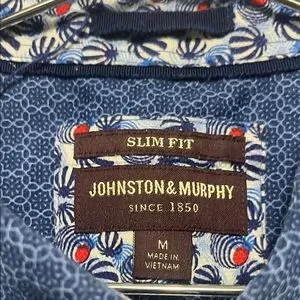 SLIM FIT
JOHNSTON & MURPHY
SINCE 1850
M
MADE IN
VIETNAM